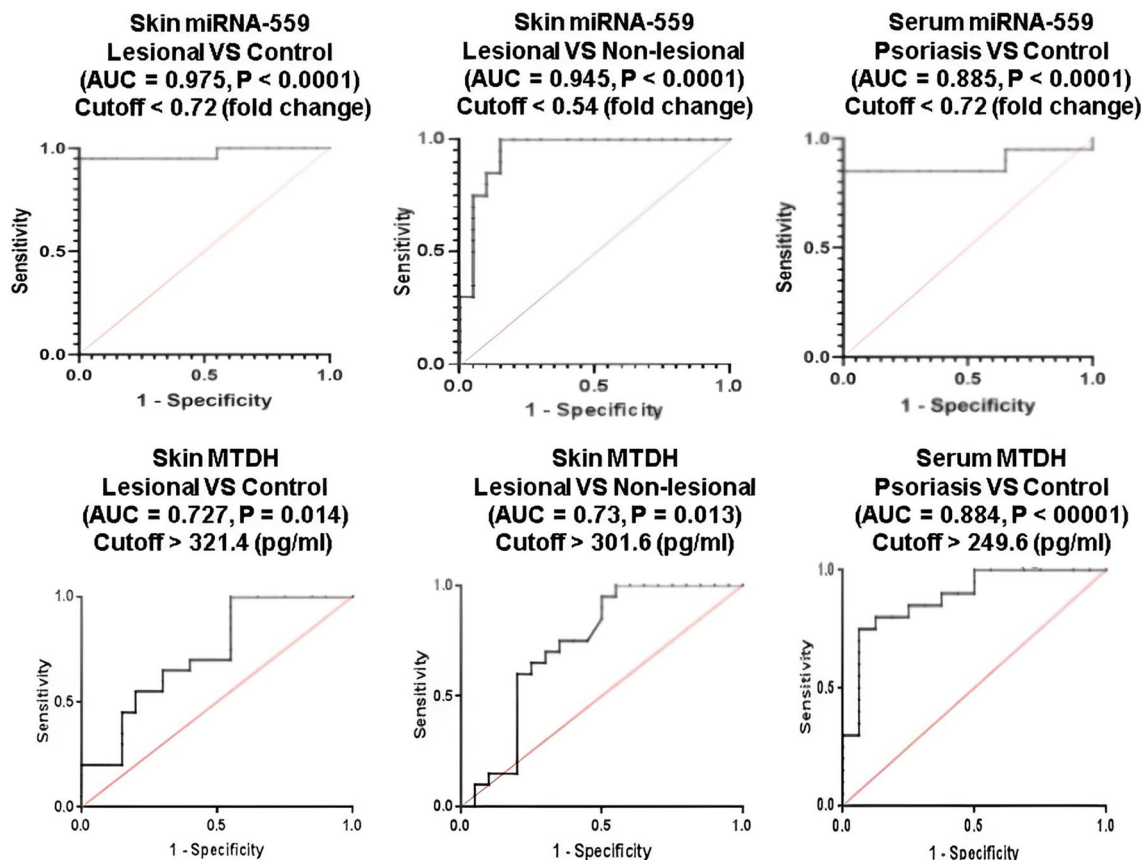 Skin miRNA-559
Lesional VS Control
(AUC = 0.975, P < 0.0001)
Cutoff < 0.72 (fold change)
1.0
0.5
0.0
Sensitivity
0.0 0.5 1.0
1 - Specificity
Skin miRNA-559
Lesional VS Non-lesional
(AUC = 0.945, P < 0.0001)
Cutoff < 0.54 (fold change)
1.0
0.5
0.0
Sensitivity
0.0 0.5 1.0
1 - Specificity
Serum miRNA-559
Psoriasis VS Control
(AUC = 0.885, P < 0.0001)
Cutoff < 0.72 (fold change)
1.0
0.5
0.0
Sensitivity
0.0 0.5 1.0
1 - Specificity
Skin MTDH
Lesional VS Control
(AUC = 0.727, P = 0.014)
Cutoff > 321.4 (pg/ml)
1.0
0.5
0.0
Sensitivity
0.0 0.5 1.0
1 - Specificity
Skin MTDH
Lesional VS Non-lesional
(AUC = 0.73, P = 0.013)
Cutoff > 301.6 (pg/ml)
1.0
0.5
0.0
Sensitivity
0.0 0.5 1.0
1 - Specificity
Serum MTDH
Psoriasis VS Control
(AUC = 0.884, P < 00001)
Cutoff > 249.6 (pg/ml)
1.0
0.5
0.0
Sensitivity
0.0 0.5 1.0
1 - Specificity